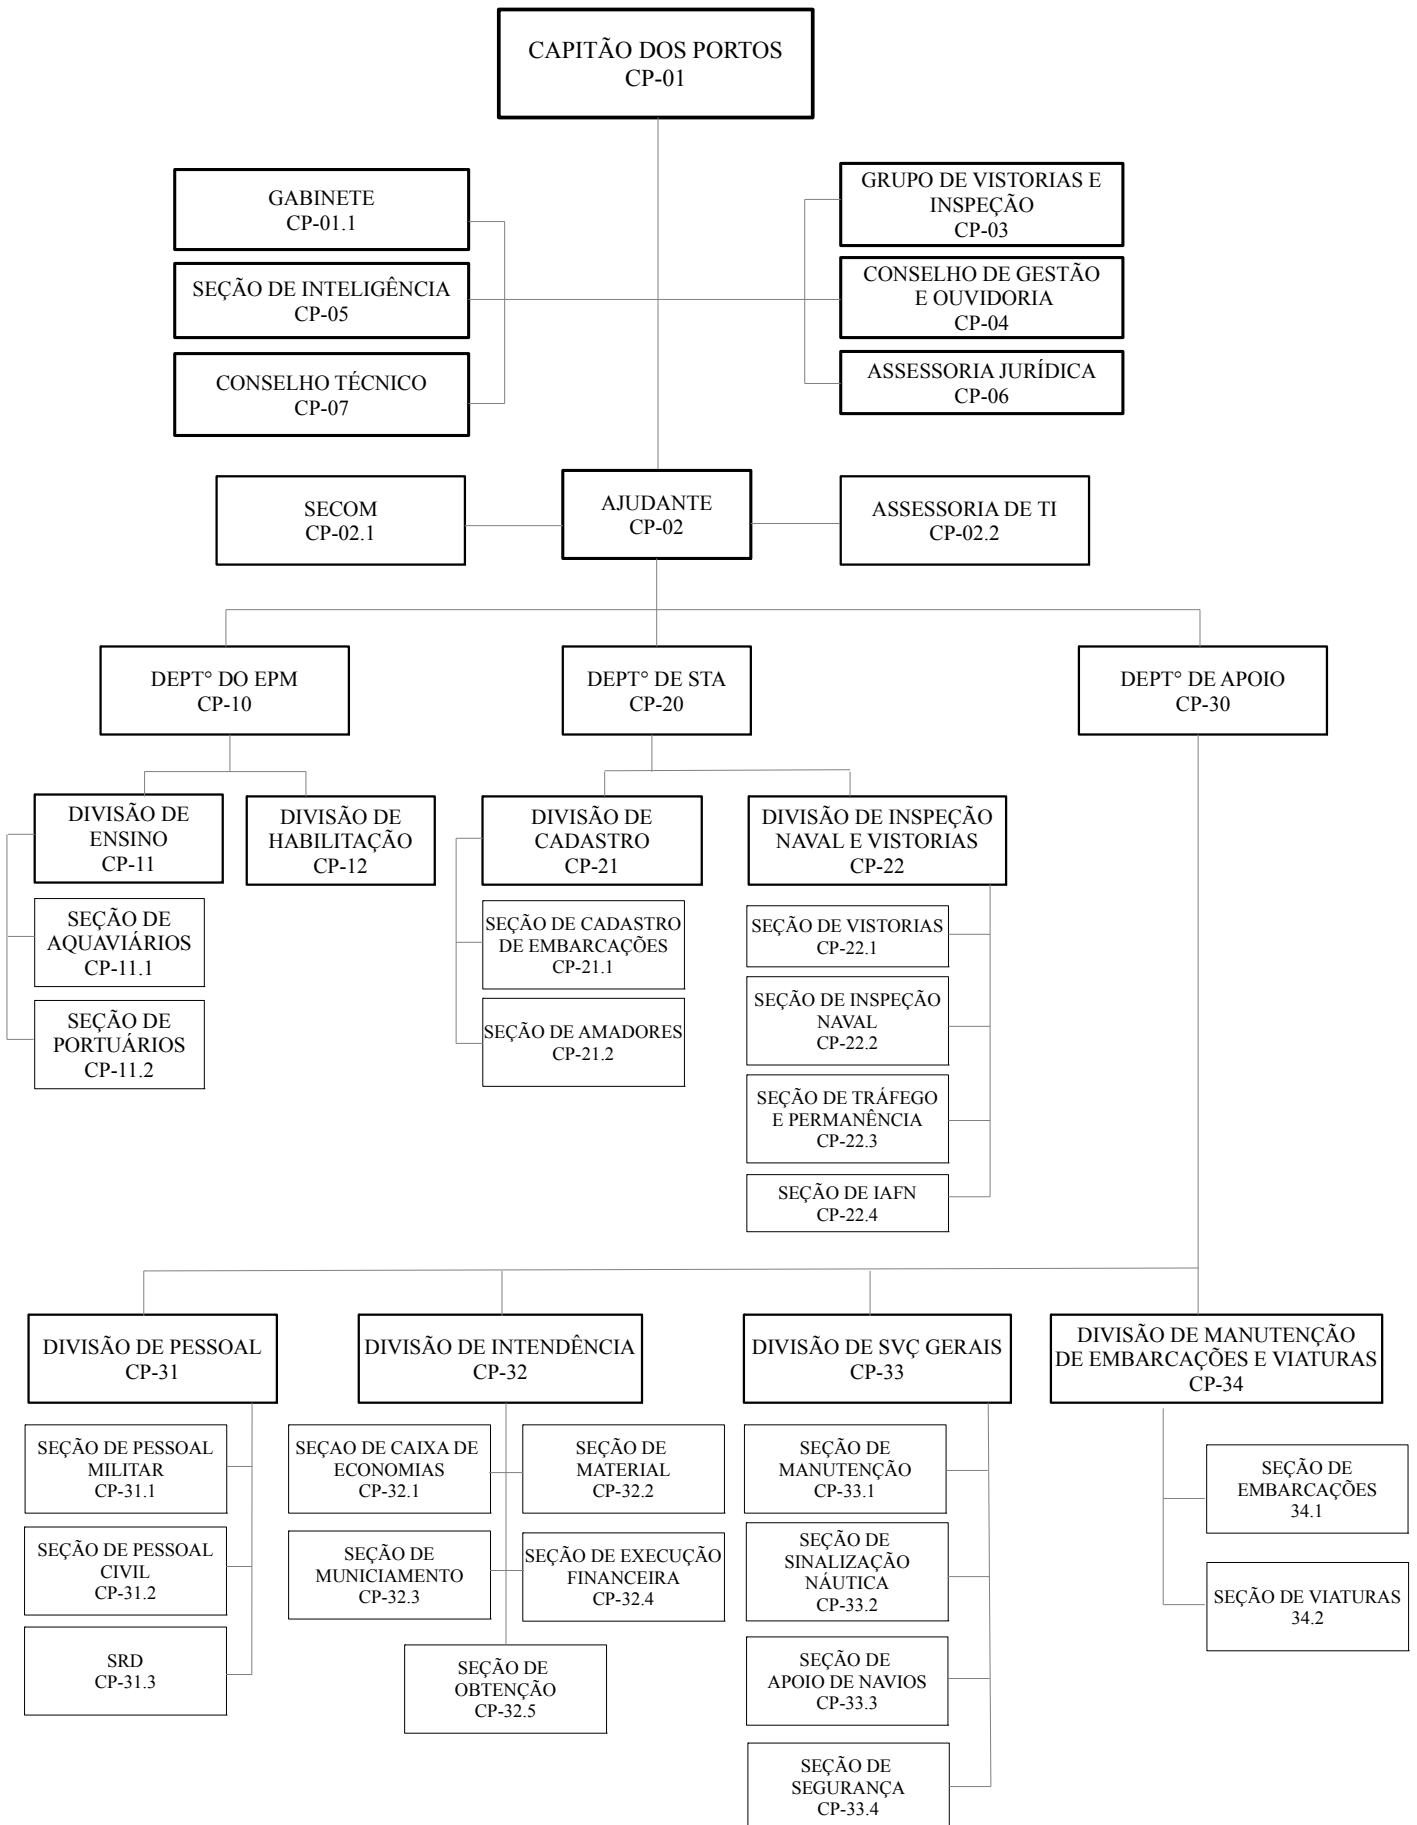 CAPITÃO DOS PORTOS
CP-01
GABINETE
CP-01.1
GRUPO DE VISTORIAS E
INSPEÇÃO
CP-03
SEÇÃO DE INTELIGÊNCIA
CP-05
CONSELHO DE GESTÃO
E OUVIDORIA
CP-04
CONSELHO TÉCNICO
CP-07
ASSESSORIA JURÍDICA
CP-06
SECOM
CP-02.1
AJUDANTE
CP-02
ASSESSORIA DE TI
CP-02.2
DEPT° DO EPM
CP-10
DEPT° DE STA
CP-20
DEPT° DE APOIO
CP-30
DIVISÃO DE
ENSINO
CP-11
DIVISÃO DE
HABILITAÇÃO
CP-12
DIVISÃO DE
CADASTRO
CP-21
DIVISÃO DE INSPEÇÃO
NAVAL E VISTORIAS
CP-22
SEÇÃO DE
AQUAVIÁRIOS
CP-11.1
SEÇÃO DE
PORTUÁRIOS
CP-11.2
SEÇÃO DE CADASTRO
DE EMBARCAÇÕES
CP-21.1
SEÇÃO DE AMADORES
CP-21.2
SEÇÃO DE VISTORIAS
CP-22.1
SEÇÃO DE INSPEÇÃO
NAVAL
CP-22.2
SEÇÃO DE TRÁFEGO
E PERMANÊNCIA
CP-22.3
SEÇÃO DE IAFN
CP-22.4
DIVISÃO DE PESSOAL
CP-31
DIVISÃO DE INTENDÊNCIA
CP-32
DIVISÃO DE SVÇ GERAIS
CP-33
DIVISÃO DE MANUTENÇÃO
DE EMBARCAÇÕES E VIATURAS
CP-34
SEÇÃO DE PESSOAL
MILITAR
CP-31.1
SEÇÃO DE PESSOAL
CIVIL
CP-31.2
SRD
CP-31.3
SEÇAO DE CAIXA DE
ECONOMIAS
CP-32.1
SEÇÃO DE
MATERIAL
CP-32.2
SEÇÃO DE
MUNICIAMENTO
CP-32.3
SEÇÃO DE EXECUÇÃO
FINANCEIRA
CP-32.4
SEÇÃO DE
OBTENÇÃO
CP-32.5
SEÇÃO DE
MANUTENÇÃO
CP-33.1
SEÇÃO DE
SINALIZAÇÃO
NÁUTICA
CP-33.2
SEÇÃO DE
APOIO DE NAVIOS
CP-33.3
SEÇÃO DE
SEGURANÇA
CP-33.4
SEÇÃO DE
EMBARCAÇÕES
34.1
SEÇÃO DE VIATURAS
34.2